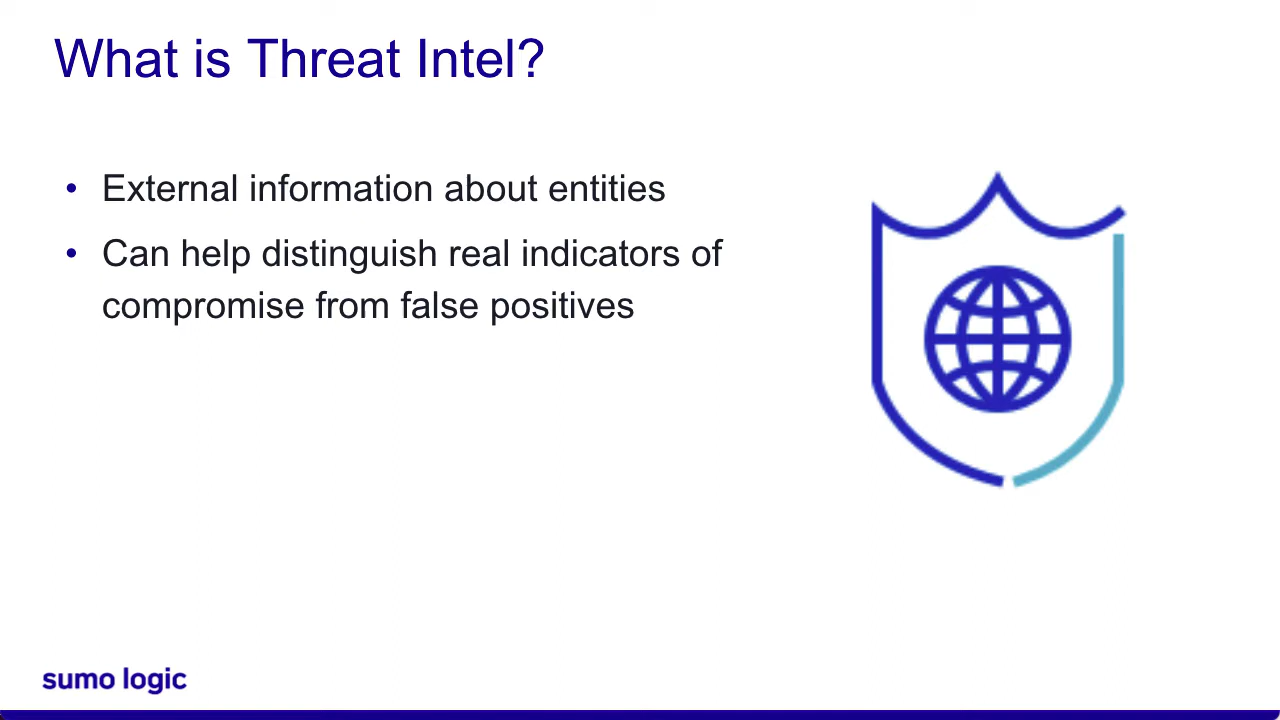 What is Threat Intel?
• External information about entities
• Can help distinguish real indicators of
compromise from false positives
sumo logic